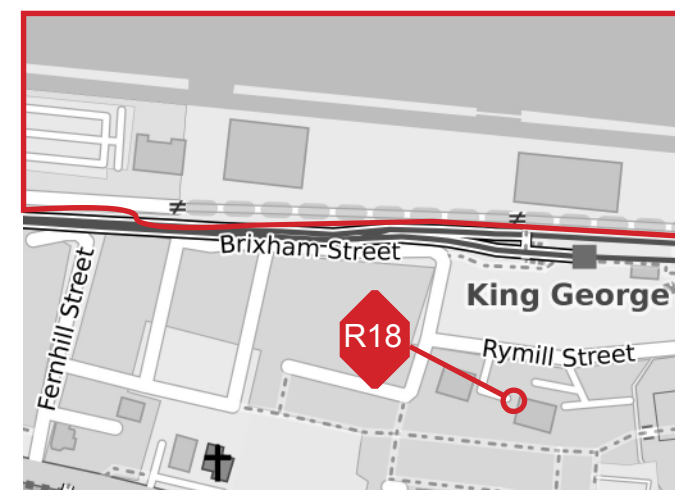 Brixham Street
Fernhill Street
King George
R18
Rymill Street